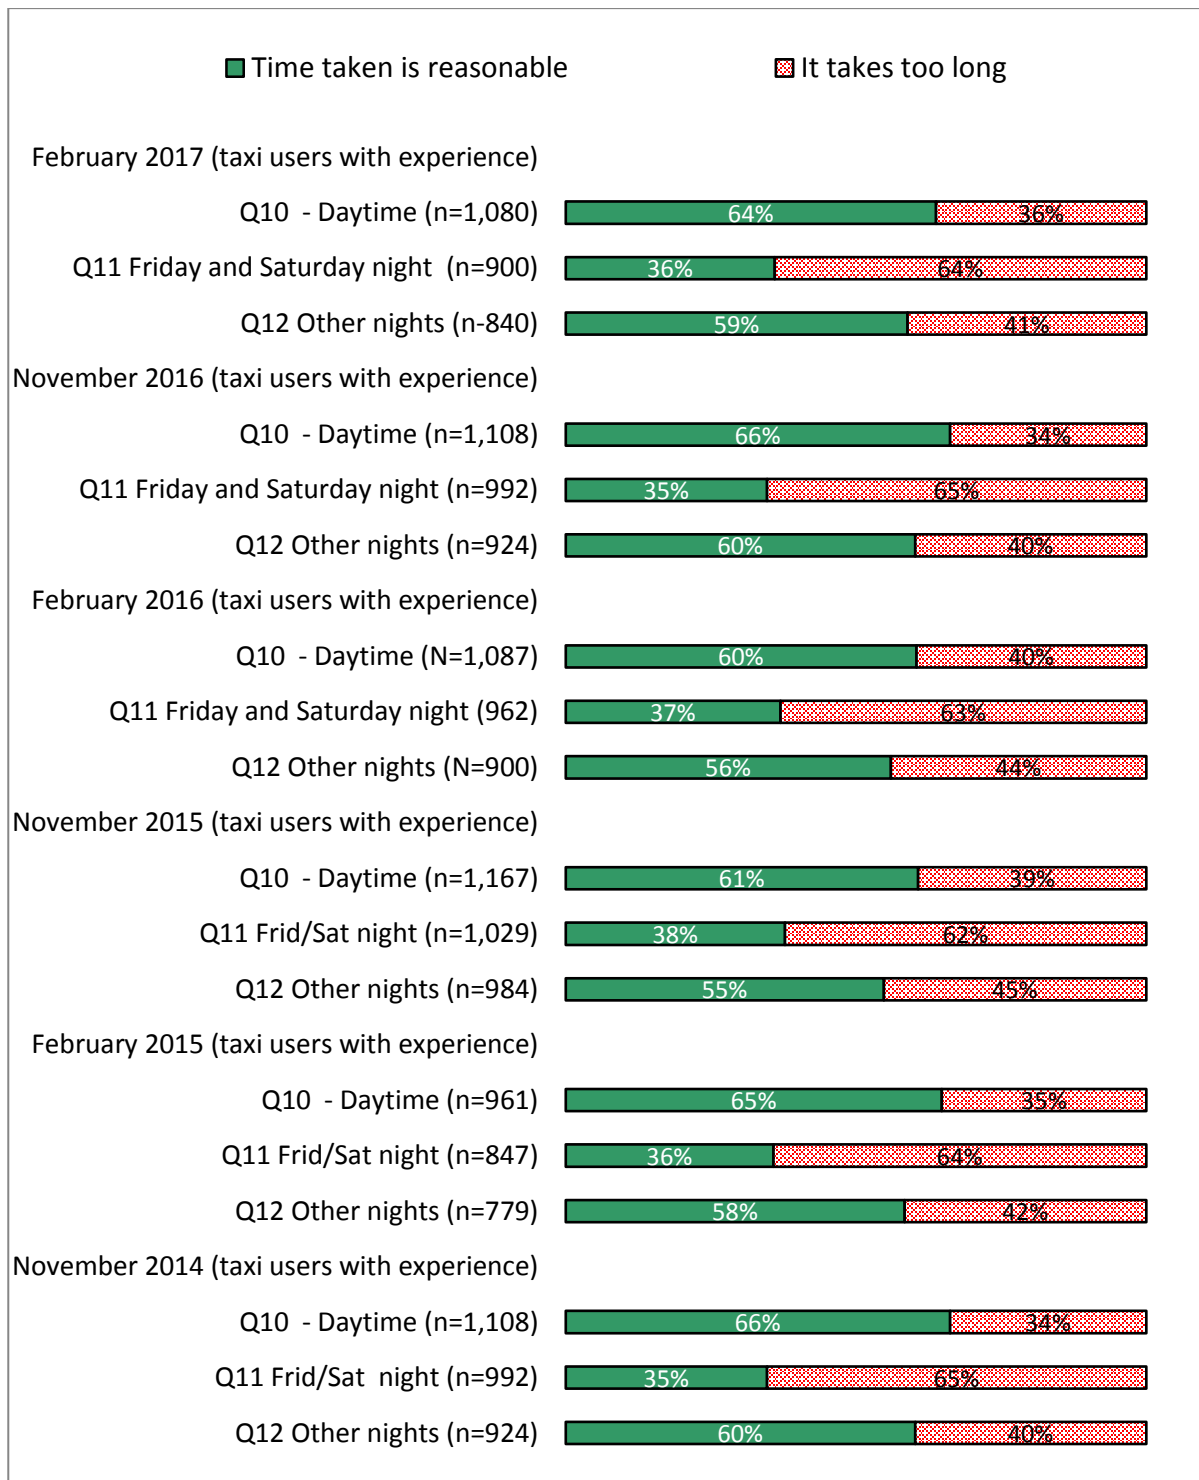 Time taken is reasonable It takes too long
February 2017 (taxi users with experience)
Q10 - Daytime (n=1,080) 64% 36%
Q11 Friday and Saturday night (n=900) 36% 64%
Q12 Other nights (n-840) 59% 41%
November 2016 (taxi users with experience)
Q10 - Daytime (n=1,108) 66% 34%
Q11 Friday and Saturday night (n=992) 35% 65%
Q12 Other nights (n=924) 60% 40%
February 2016 (taxi users with experience)
Q10 - Daytime (N=1,087) 60% 40%
Q11 Friday and Saturday night (962) 37% 63%
Q12 Other nights (N=900) 56% 44%
November 2015 (taxi users with experience)
Q10 - Daytime (n=1,167) 61% 39%
Q11 Frid/Sat night (n=1,029) 38% 62%
Q12 Other nights (n=984) 55% 45%
February 2015 (taxi users with experience)
Q10 - Daytime (n=961) 65% 35%
Q11 Frid/Sat night (n=847) 36% 64%
Q12 Other nights (n=779) 58% 42%
November 2014 (taxi users with experience)
Q10 - Daytime (n=1,108) 66% 34%
Q11 Frid/Sat night (n=992) 35% 65%
Q12 Other nights (n=924) 60% 40%